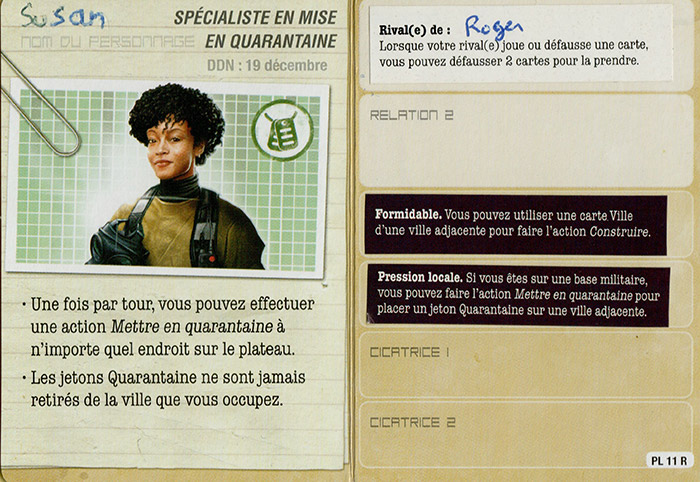 Susan
NOM DU PERSONNAGE
SPÉCIALISTE EN MISE
EN QUARANTAINE
DDN : 19 décembre
· Une fois par tour, vous pouvez effectuer
une action Mettre en quarantaine à
n'importe quel endroit sur le plateau.
· Les jetons Quarantaine ne sont jamais
retirés de la ville que vous occupez.
Rival(e) de : Roger
Lorsque votre rival(e) joue ou défausse une carte,
vous pouvez défausser 2 cartes pour la prendre.
RELATION 2
Formidable. Vous pouvez utiliser une carte Ville
d'une ville adjacente pour faire l'action Construire.
Pression locale. Si vous êtes sur une base militaire,
vous pouvez faire l'action Mettre en quarantaine pour
placer un jeton Quarantaine sur une ville adjacente.
CICATRICE 1
CICATRICE 2
PL 11 R